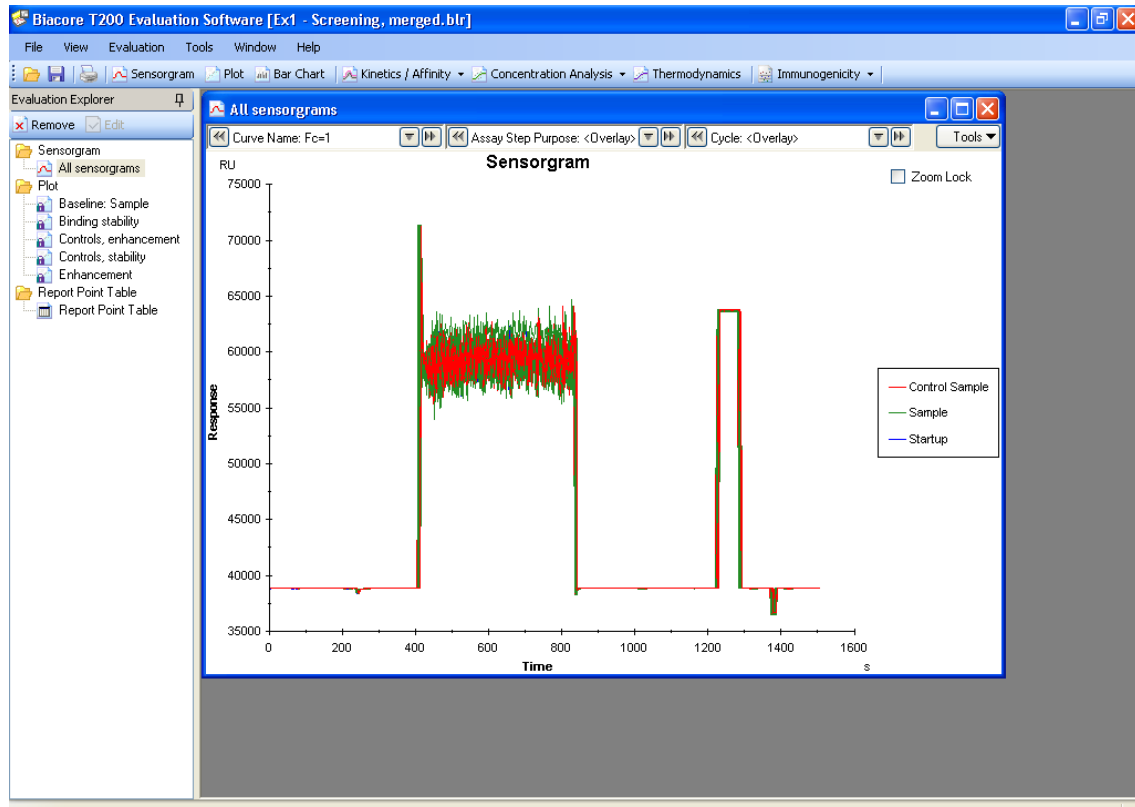 Biacore T200 Evaluation Software [Ex1 - Screening, merged.blr]
File View Evaluation Tools Window Help
Sensorgram Plot Bar Chart Kinetics / Affinity Concentration Analysis Thermodynamics Immunogenicity
Evaluation Explorer
Remove Edit
Sensorgram
All sensorgrams
Plot
Baseline: Sample
Binding stability
Controls, enhancement
Controls, stability
Enhancement
Report Point Table
Report Point Table
All sensorgrams
Curve Name: Fc=1 Assay Step Purpose: <Overlay> Cycle: <Overlay> Tools
Sensorgram
Zoom Lock
RU
75000
70000
65000
60000
55000
50000
45000
40000
35000
Response
0 200 400 600 800 1000 1200 1400 1600
Time
s
Control Sample
Sample
Startup